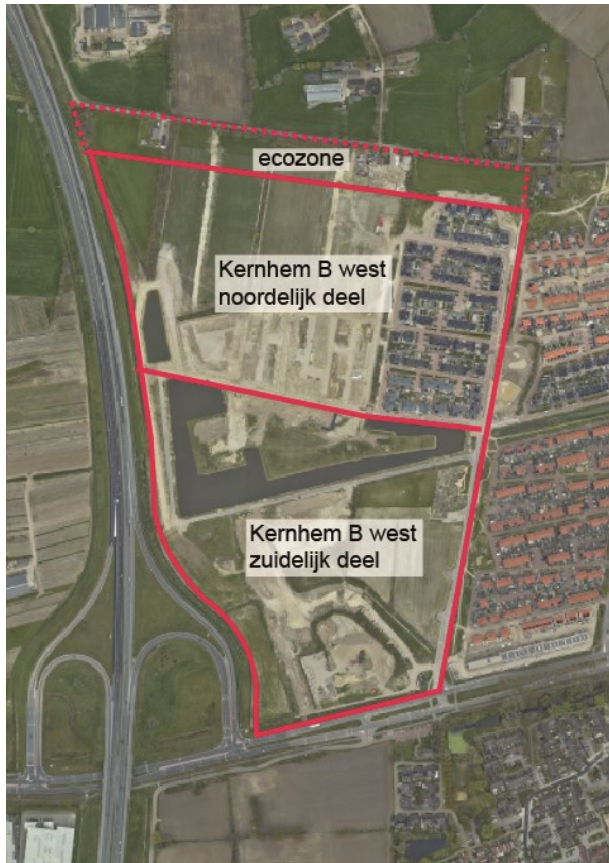 ecozone
Kernhem B west
noordelijk deel
Kernhem B west
zuidelijk deel